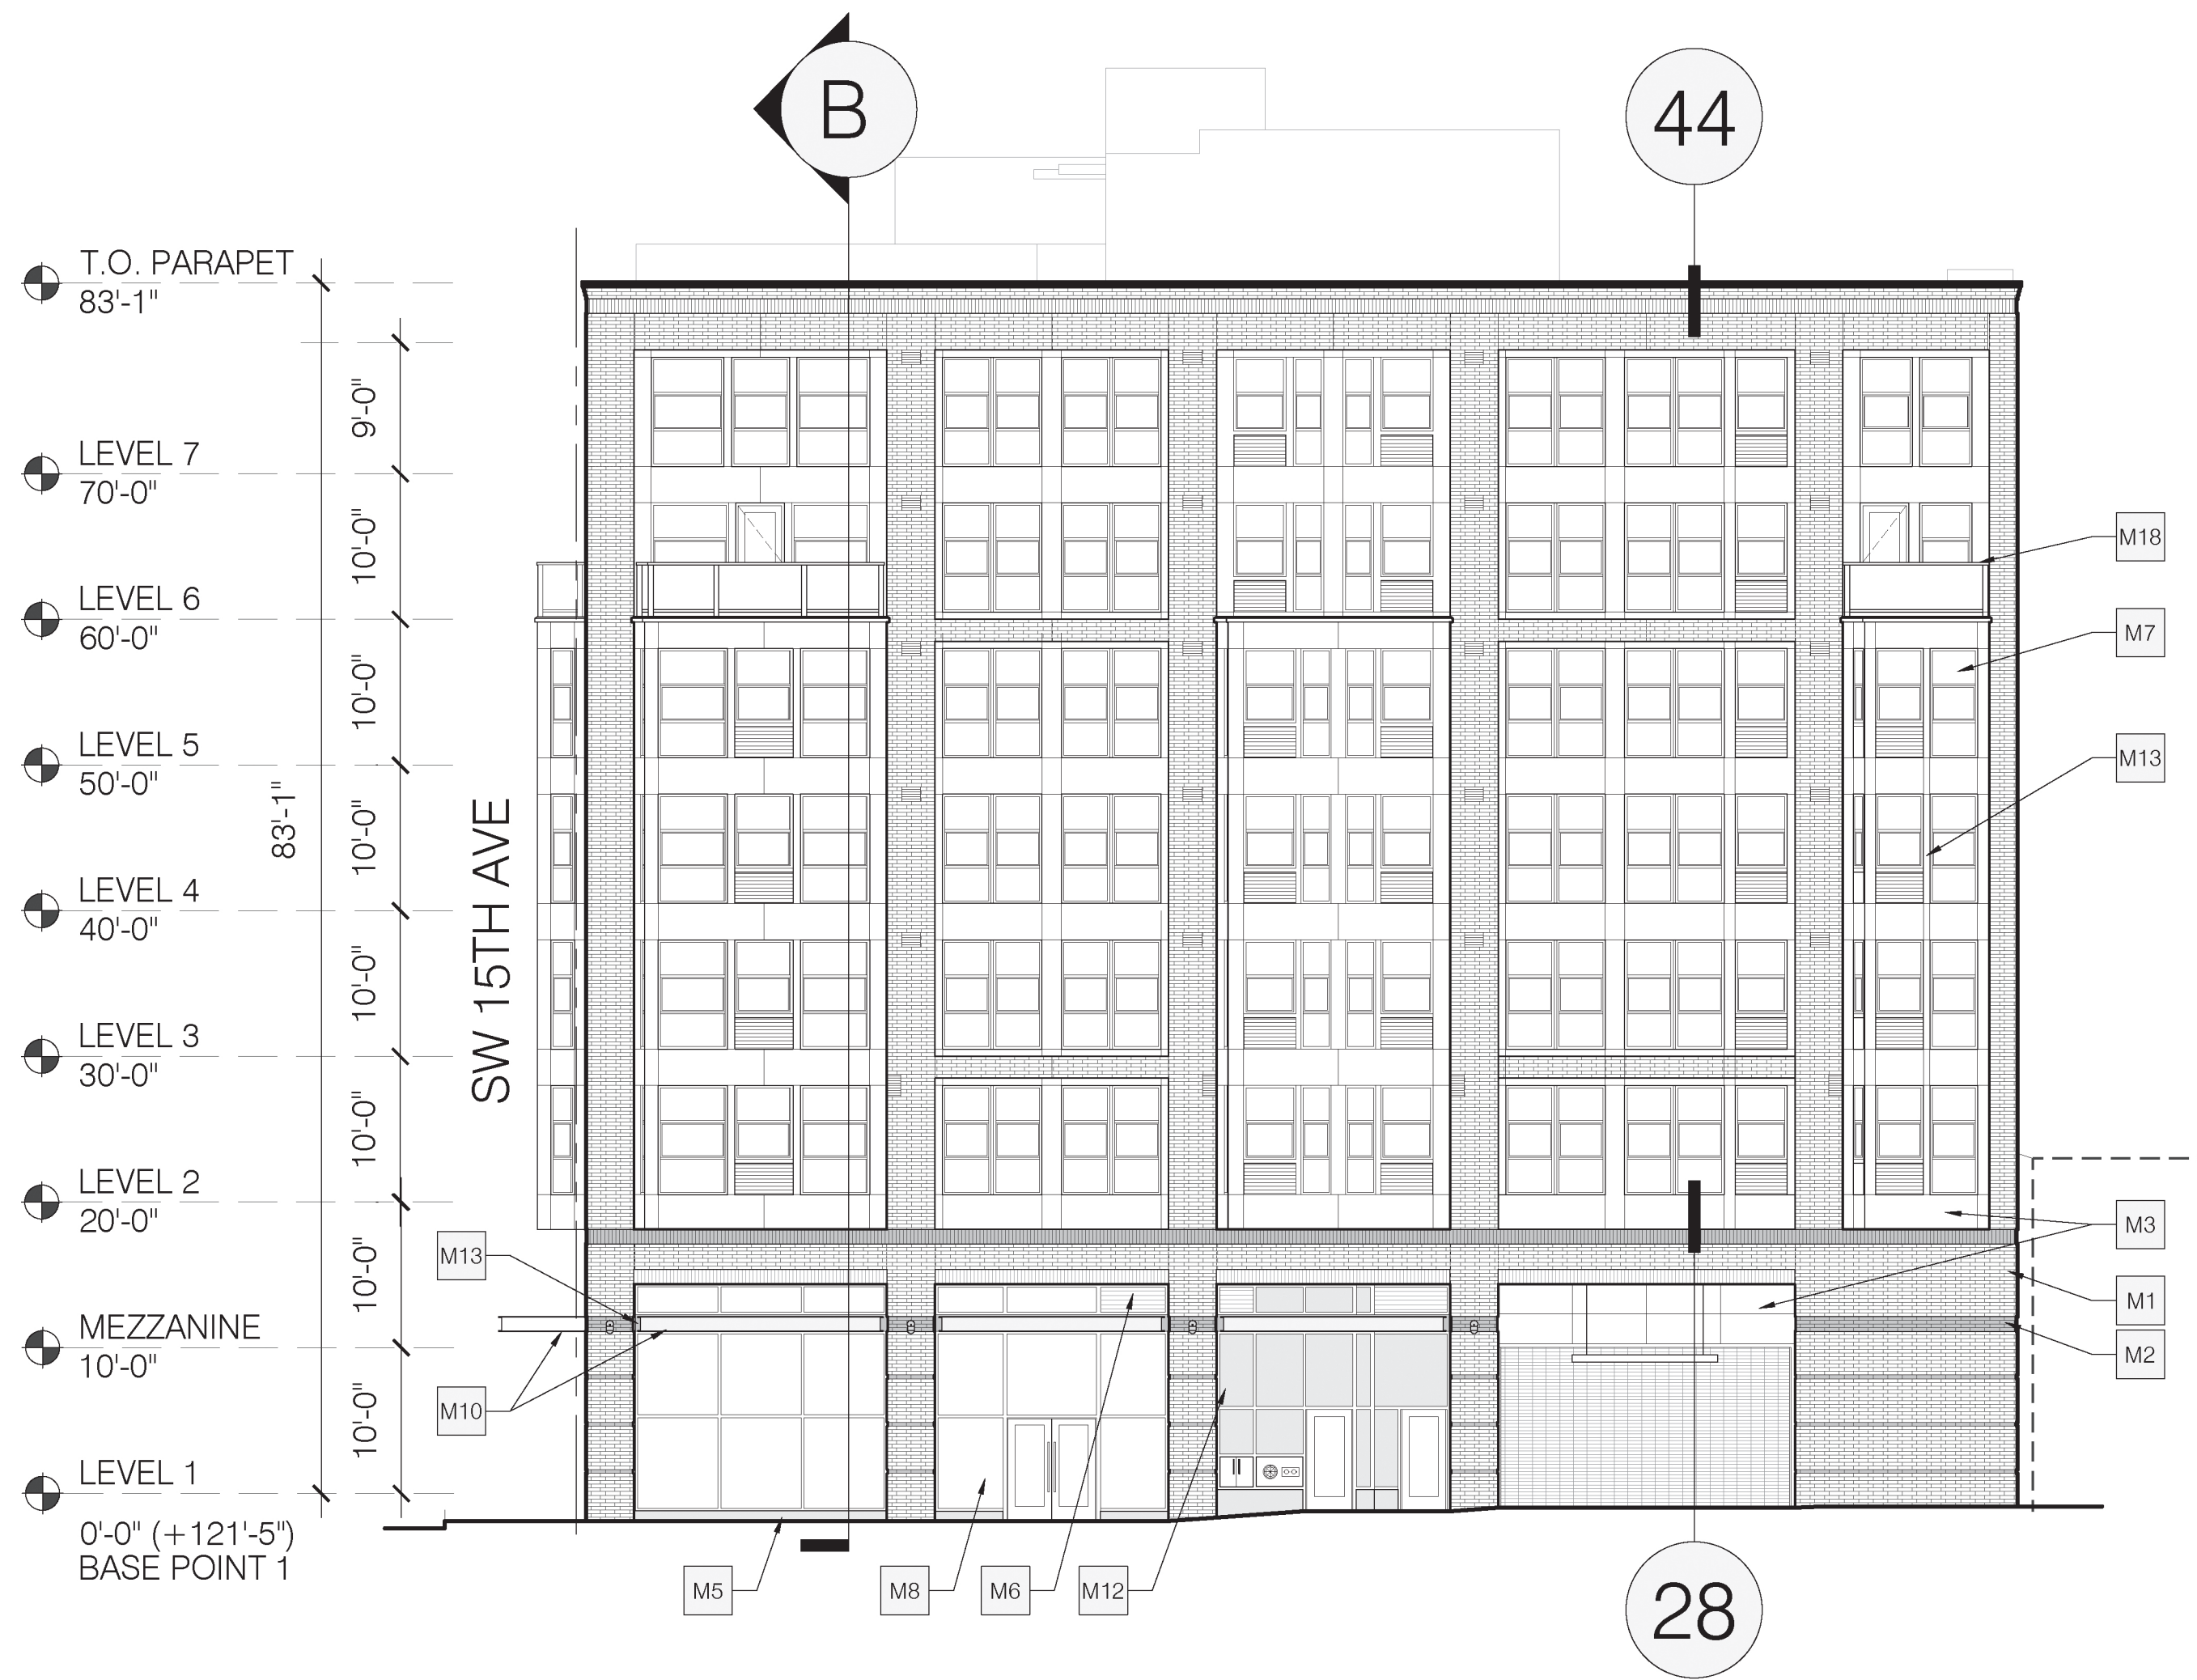 B
44
T.O. PARAPET
83'-1"
9'-0"
LEVEL 7
70'-0"
10'-0"
M18
LEVEL 6
60'-0"
M7
10'-0"
LEVEL 5
50'-0"
M13
83'-1"
10'-0"
SW 15TH AVE
LEVEL 4
40'-0"
10'-0"
LEVEL 3
30'-0"
10'-0"
LEVEL 2
20'-0"
M3
M13
10'-0"
M1
MEZZANINE
10'-0"
M2
M10
10'-0"
LEVEL 1
0'-0" (+121'-5")
BASE POINT 1
M5
M8
M6
M12
28